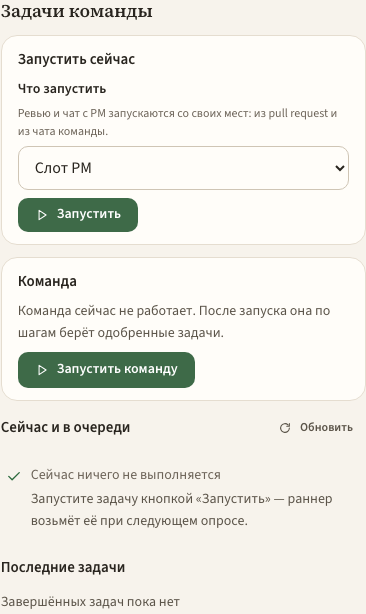 Задачи команды
Запустить сейчас
Что запустить
Ревью и чат с PM запускаются со своих мест: из pull request и
из чата команды.
Слот PM
Запустить
Команда
Команда сейчас не работает. После запуска она по
шагам берёт одобренные задачи.
Запустить команду
Сейчас и в очереди
Обновить
Сейчас ничего не выполняется
Запустите задачу кнопкой «Запустить» — раннер
возьмёт её при следующем опросе.
Последние задачи
Завершённых задач пока нет